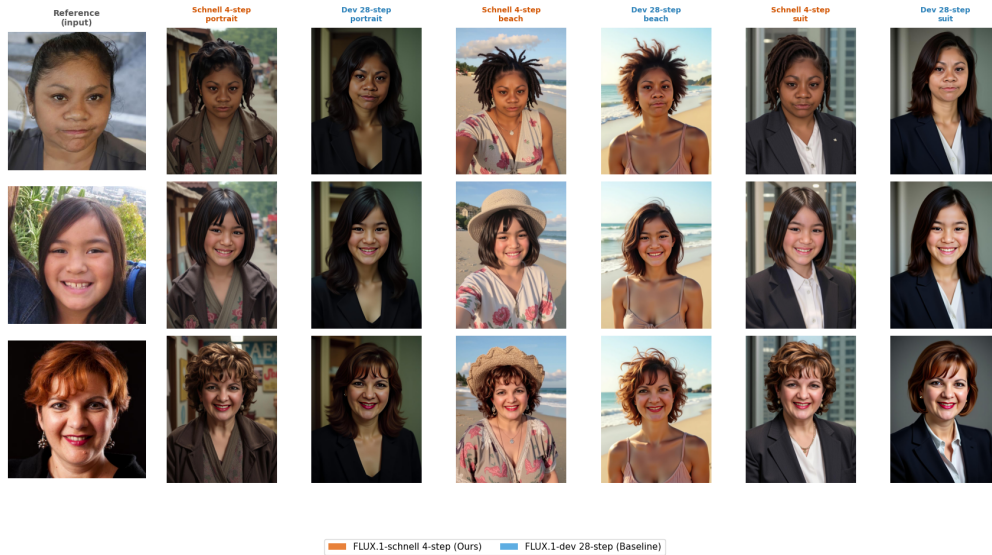 Reference
(input)
Schnell 4-step
portrait
Dev 28-step
portrait
Schnell 4-step
beach
Dev 28-step
beach
Schnell 4-step
suit
Dev 28-step
suit
FLUX.1-schnell 4-step (Ours)
FLUX.1-dev 28-step (Baseline)